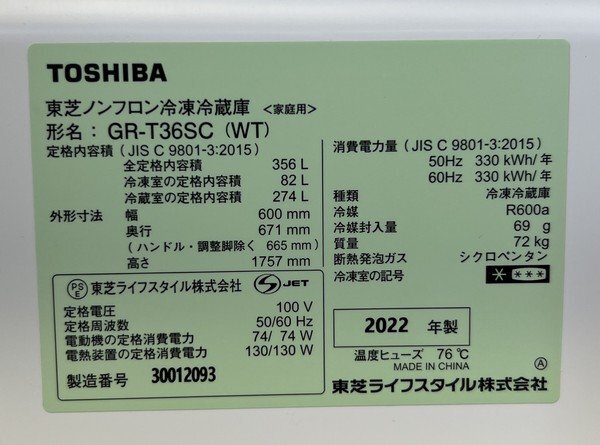 TOSHIBA
東芝ノンフロン冷凍冷蔵庫 <家庭用>
形名: GR-T36SC (WT)
定格内容積 (JIS C 9801-3:2015)
全定格内容積 356 L
冷凍室の定格内容積 82 L
冷蔵室の定格内容積 274 L
外形寸法 幅 600 mm
奥行 671 mm
(ハンドル・調整脚除く 665 mm)
高さ 1757 mm
PS E 東芝ライフスタイル株式会社 S JET
定格電圧 100 V
定格周波数 50/60 Hz
電動機の定格消費電力 74/ 74 W
電熱装置の定格消費電力 130/130 W
製造番号 30012093
消費電力量 (JIS C 9801-3:2015)
50Hz 330 kWh/年
60Hz 330 kWh/年
種類 冷凍冷蔵庫
冷媒 R600a
冷媒封入量 69 g
質量 72 kg
断熱発泡ガス シクロペンタン
冷凍室の記号 * ***
2022 年製
温度ヒューズ 76℃
MADE IN CHINA
A
東芝ライフスタイル株式会社